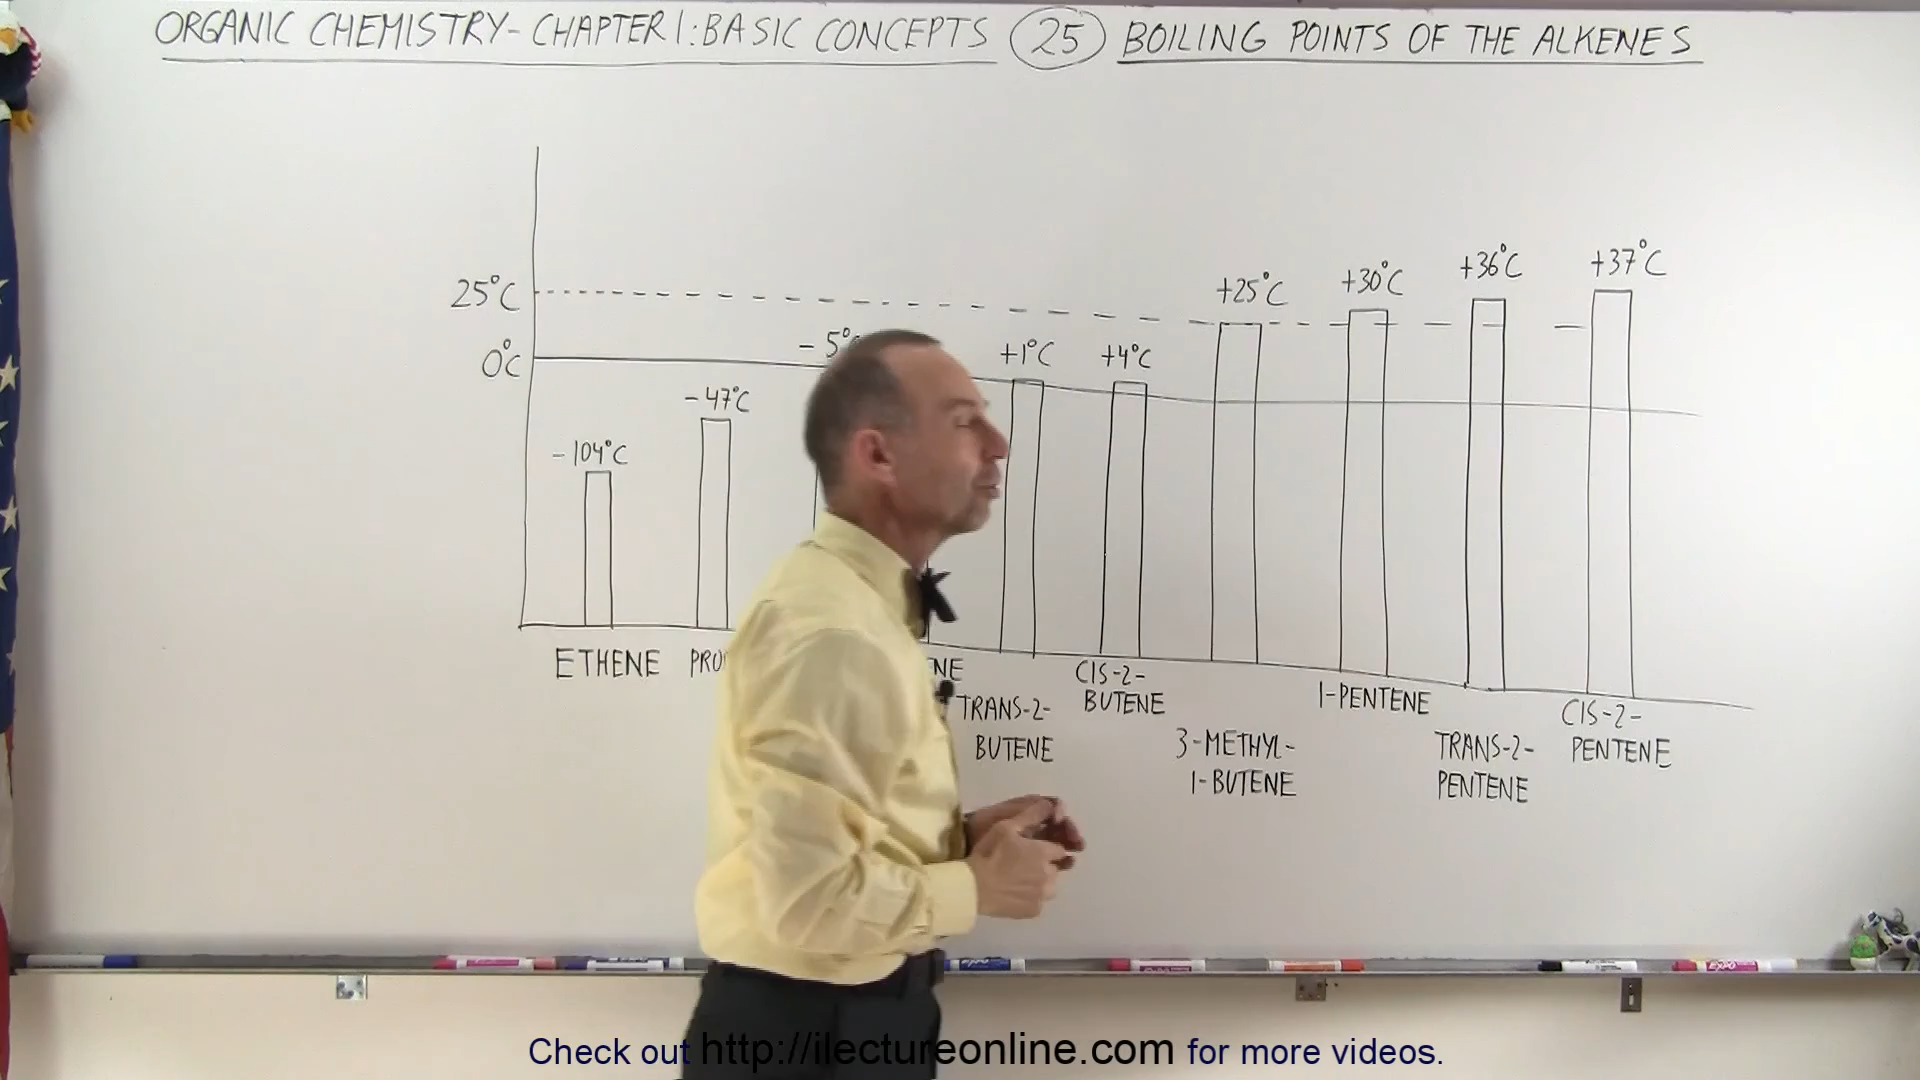 ORGANIC CHEMISTRY- CHAPTER 1: BASIC CONCEPTS 25 BOILING POINTS OF THE ALKENES
+37°C
+36°C
+30°C
+25°C
25°C
-5°
+1°C
+4°C
0°C
-47°C
-104°C
ETHENE
CIS-2-
BUTENE
TRANS-2-
BUTENE
3-METHYL-
1-BUTENE
1-PENTENE
TRANS-2-
PENTENE
CIS-2-
PENTENE
Check out http://ilectureonline.com for more videos.